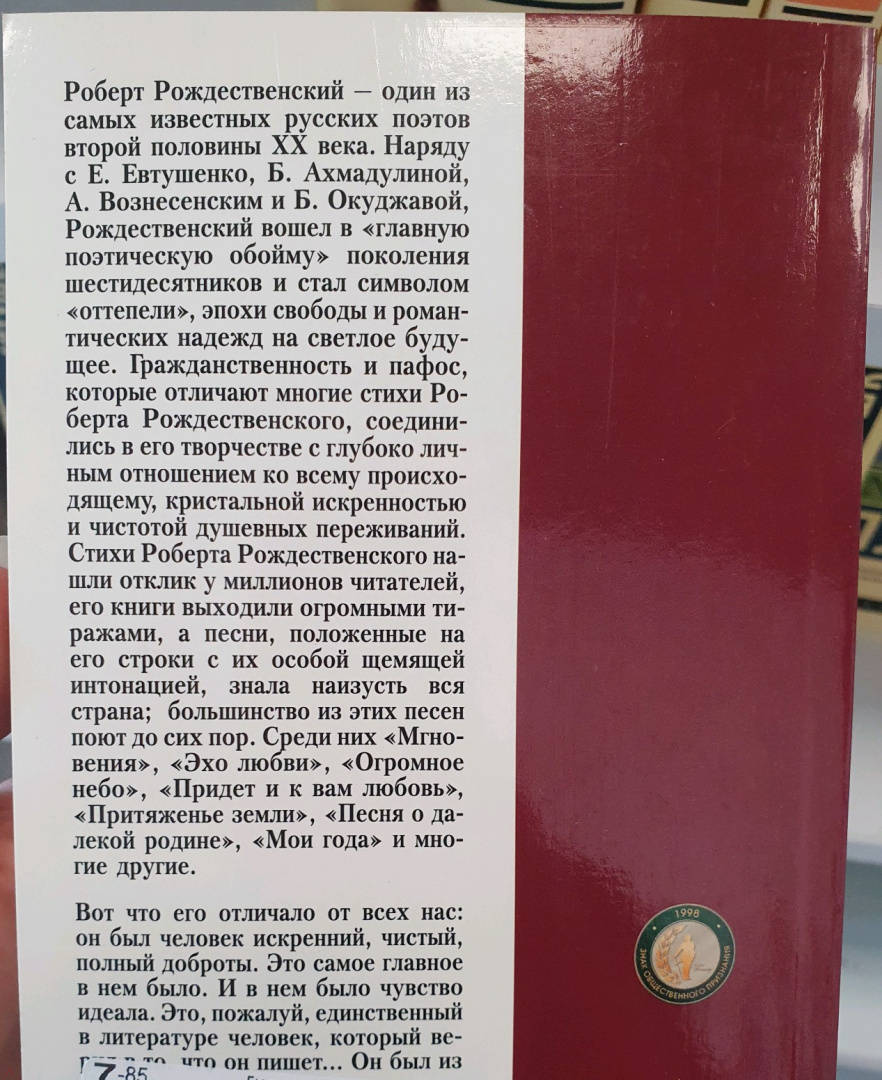 Роберт Рождественский — один из
самых известных русских поэтов
второй половины XX века. Наряду
с Е. Евтушенко, Б. Ахмадулиной,
А. Вознесенским и Б. Окуджавой,
Рождественский вошел в «главную
поэтическую обойму» поколения
шестидесятников и стал символом
«оттепели», эпохи свободы и роман-
тических надежд на светлое буду-
щее. Гражданственность и пафос,
которые отличают многие стихи Ро-
берта Рождественского, соедини-
лись в его творчестве с глубоко лич-
ным отношением ко всему происхо-
дящему, кристальной искренностью
и чистотой душевных переживаний.
Стихи Роберта Рождественского на-
шли отклик у миллионов читателей,
его книги выходили огромными ти-
ражами, а песни, положенные на
его строки с их особой щемящей
интонацией, знала наизусть вся
страна; большинство из этих песен
поют до сих пор. Среди них «Мгно-
вения», «Эхо любви», «Огромное
небо», «Придет и к вам любовь»,
«Притяженье земли», «Песня о да-
лекой родине», «Мои года» и мно-
гие другие.
Вот что его отличало от всех нас:
он был человек искренний, чистый,
полный доброты. Это самое главное
в нем было. И в нем было чувство
идеала. Это, пожалуй, единственный
в литературе человек, который ве-
в то, что он пишет... Он был из
7-85
1998
ЗНАК ОБЩЕСТВЕННОГО ПРИЗНАНИЯ